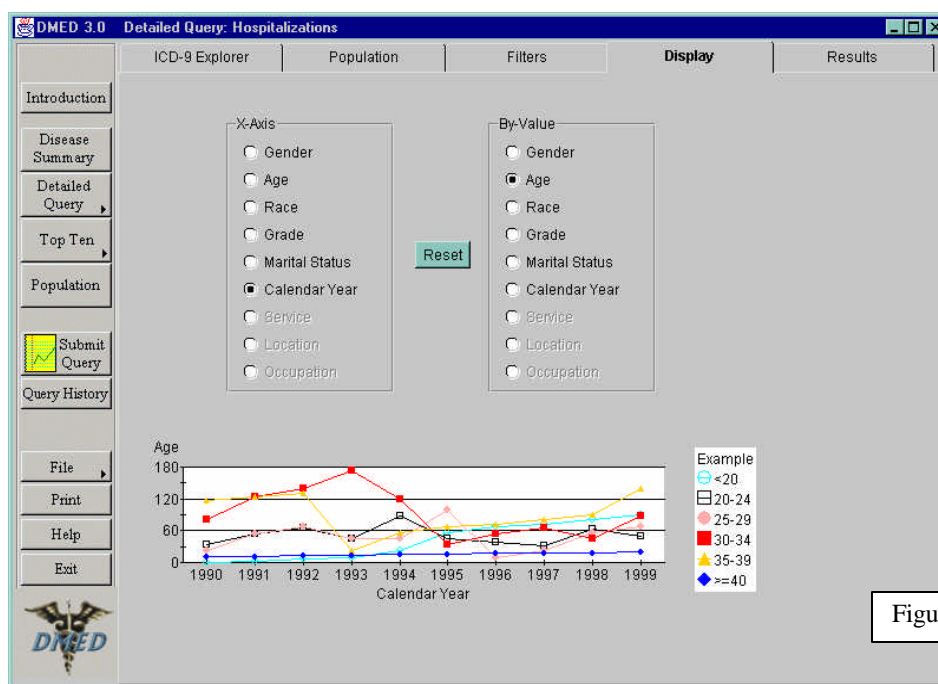 DMED 3.0 Detailed Query: Hospitalizations
ICD-9 Explorer Population Filters Display Results
Introduction
Disease
Summary
Detailed
Query
Top Ten
Population
Submit
Query
Query History
File
Print
Help
Exit
DMED
X-Axis
Gender
Age
Race
Grade
Marital Status
Calendar Year
Service
Location
Occupation
Reset
By-Value
Gender
Age
Race
Grade
Marital Status
Calendar Year
Service
Location
Occupation
Age
180
120
60
0
1990 1991 1992 1993 1994 1995 1996 1997 1998 1999
Calendar Year
Example
<20
20-24
25-29
30-34
35-39
>=40
Figu